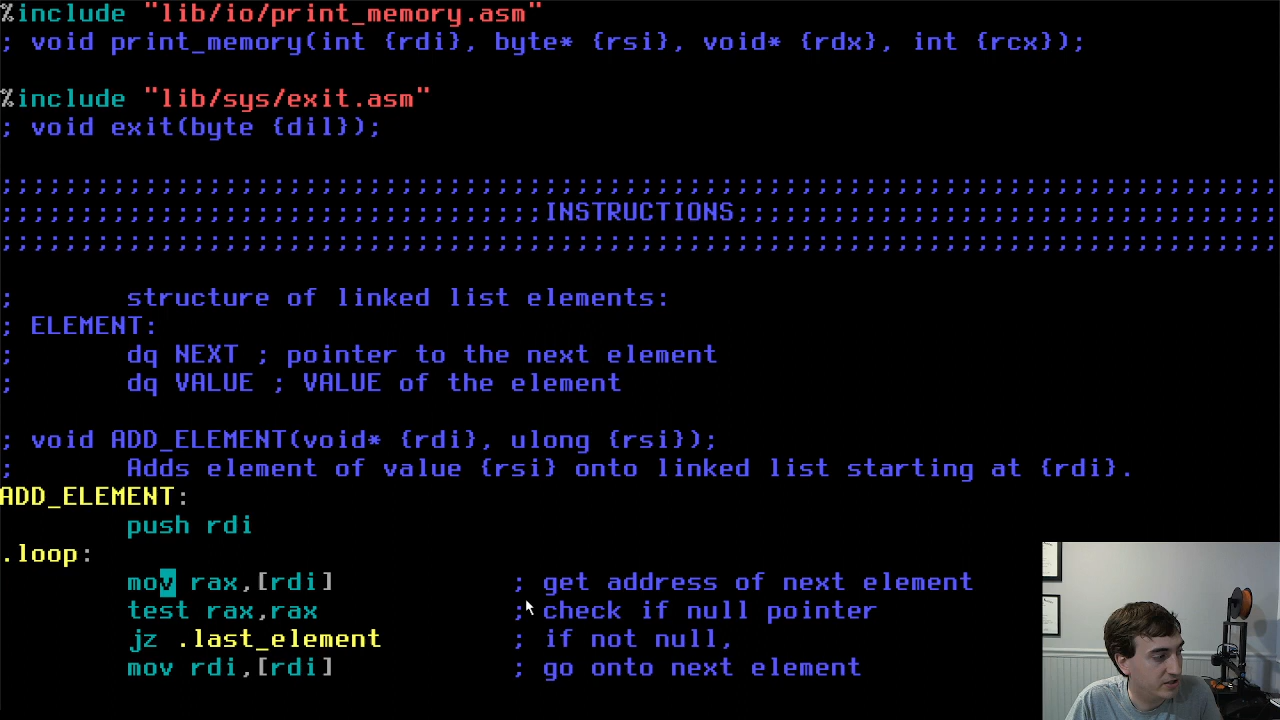 %include "lib/io/print_memory.asm"
; void print_memory(int {rdi}, byte* {rsi}, void* {rdx}, int {rcx});
%include "lib/sys/exit.asm"
; void exit(byte {dil});
;;;;;;;;;;;;;;;;;;;;;;;;;;;;;;;;;;;;;;;;;;;;;;;;;;;;;;;;;;;;;;;;;;;;;;;;;;;;;;;;
;;;;;;;;;;;;;;;;;;;;;;;;;;;;;;;;;;INSTRUCTIONS;;;;;;;;;;;;;;;;;;;;;;;;;;;;;;;;;;
;;;;;;;;;;;;;;;;;;;;;;;;;;;;;;;;;;;;;;;;;;;;;;;;;;;;;;;;;;;;;;;;;;;;;;;;;;;;;;;;
;       structure of linked list elements:
; ELEMENT:
;       dq NEXT ; pointer to the next element
;       dq VALUE ; VALUE of the element
; void ADD_ELEMENT(void* {rdi}, ulong {rsi});
;       Adds element of value {rsi} onto linked list starting at {rdi}.
ADD_ELEMENT:
        push rdi
.loop:
        mov rax,[rdi]           ; get address of next element
        test rax,rax            ; check if null pointer
        jz .last_element        ; if not null,
        mov rdi,[rdi]           ; go onto next element